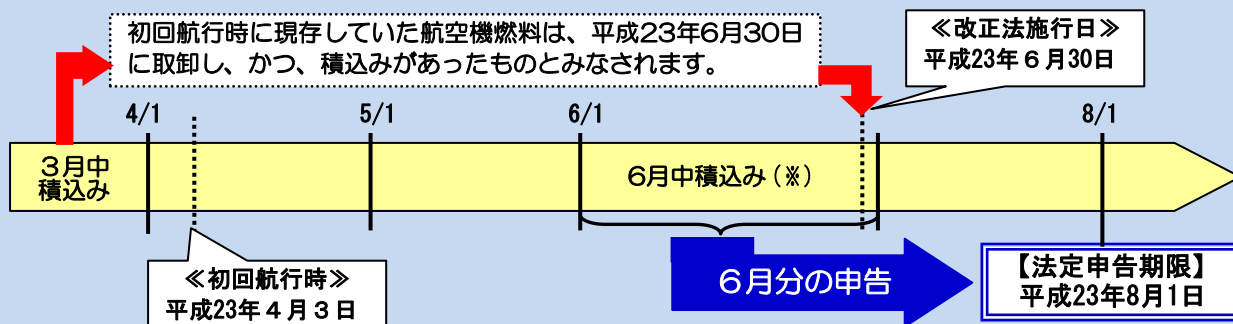 初回航行時に現存していた航空機燃料は、平成23年6月30日
に取卸し、かつ、積込みがあったものとみなされます。
≪改正法施行日≫
平成23年６月30日
4/1
5/1
6/1
8/1
３月中
積込み
6月中積込み（※）
≪初回航行時≫
平成23年４月３日
６月分の申告
【法定申告期限】
平成23年8月1日